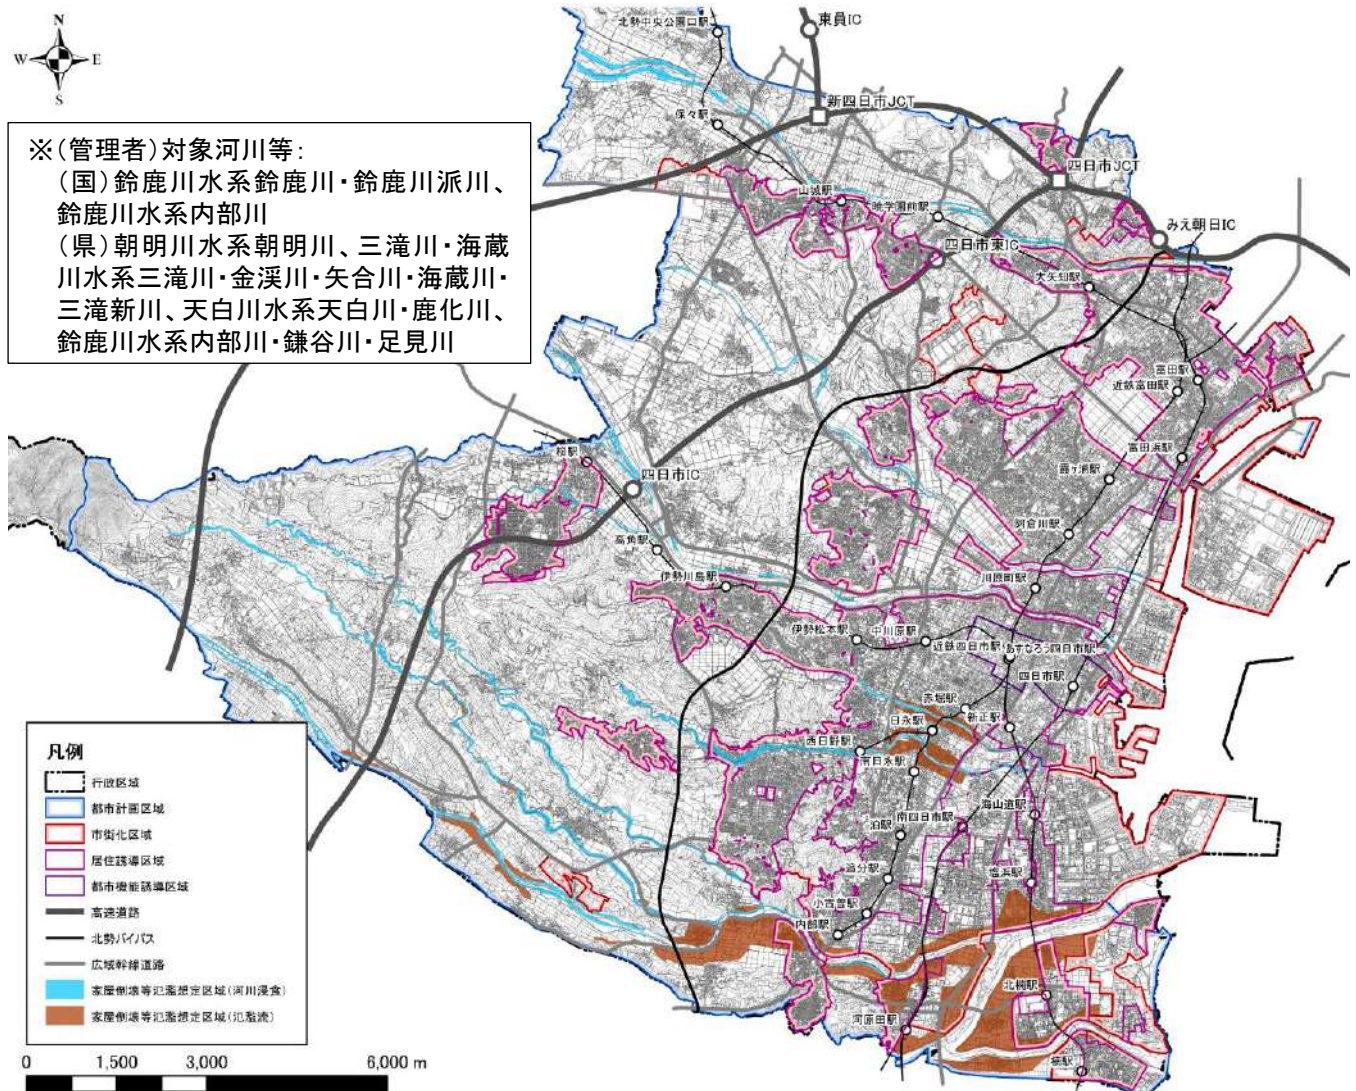 北勢中央公園口駅
東員IC
N
W
E
S
新四日市JCT
保々駅
四日市JCT
※(管理者)対象河川等:
(国)鈴鹿川水系鈴鹿川・鈴鹿川派川、
鈴鹿川水系内部川
(県)朝明川水系朝明川、三滝川・海蔵
川水系三滝川・金渓川・矢合川・海蔵川・
三滝新川、天白川水系天白川・鹿化川、
鈴鹿川水系内部川・鎌谷川・足見川
山城駅
暁学園前駅
みえ朝日IC
四日市東IC
大矢知駅
富田駅
近鉄富田駅
富田浜駅
桜駅
四日市IC
霞ヶ浦駅
阿倉川駅
高角駅
伊勢川島駅
川原町駅
伊勢松本駅
中川原駅
近鉄四日市駅
あすなろう四日市駅
四日市駅
赤堀駅
新正駅
日永駅
西日野駅
南日永駅
海山道駅
南四日市駅
泊駅
追分駅
塩浜駅
小古曽駅
内部駅
北楠駅
河原田駅
楠駅
凡例
行政区域
都市計画区域
市街化区域
居住誘導区域
都市機能誘導区域
高速道路
北勢バイパス
広域幹線道路
家屋倒壊等氾濫想定区域(河川浸食)
家屋倒壊等氾濫想定区域(氾濫流)
0 1,500 3,000 6,000 m